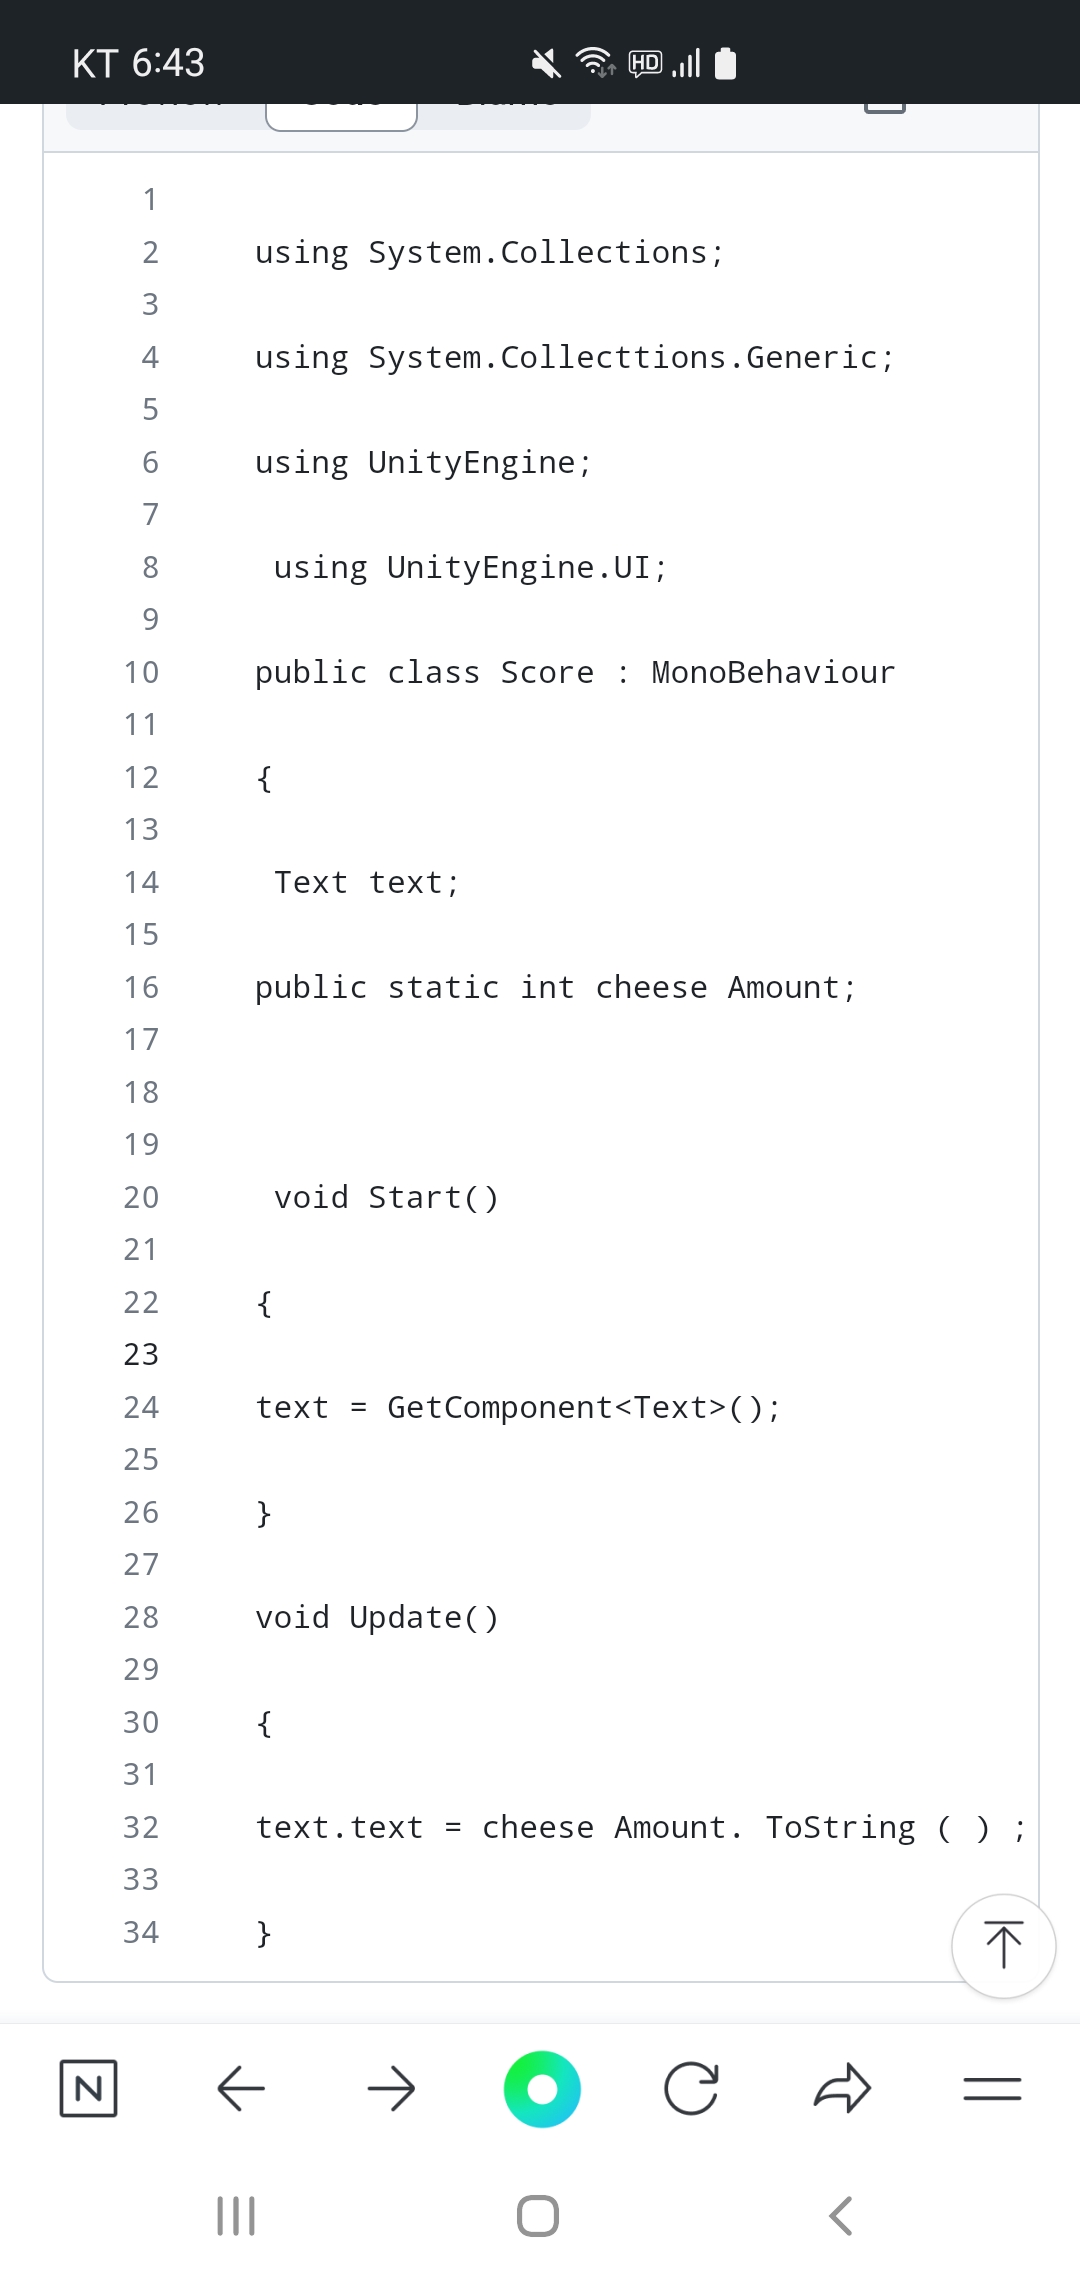 KT 6:43
HD
1
2 using System.Collections;
3
4 using System.Collecttions.Generic;
5
6 using UnityEngine;
7
8 using UnityEngine.UI;
9
10 public class Score : MonoBehaviour
11
12 {
13
14 Text text;
15
16 public static int cheese Amount;
17
18
19
20 void Start()
21
22 {
23
24 text = GetComponent<Text>();
25
26 }
27
28 void Update()
29
30 {
31
32 text.text = cheese Amount. ToString ( ) ;
33
34 }
N